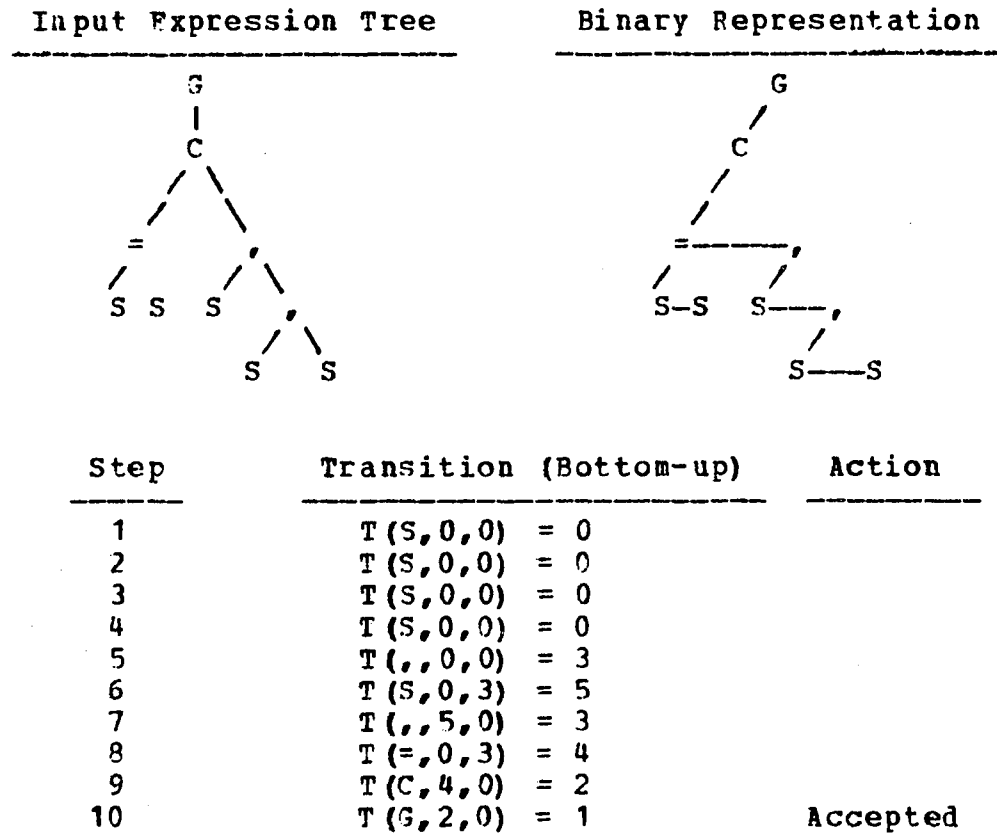 Input Expression Tree Binary Representation
G G
C C
= , = ,
S S S , S-S S----,
S S S----S
Step Transition (Bottom-up) Action
1 T(S,0,0) = 0
2 T(S,0,0) = 0
3 T(S,0,0) = 0
4 T(S,0,0) = 0
5 T(,,0,0) = 3
6 T(S,0,3) = 5
7 T(,,5,0) = 3
8 T(=,0,3) = 4
9 T(C,4,0) = 2
10 T(G,2,0) = 1 Accepted